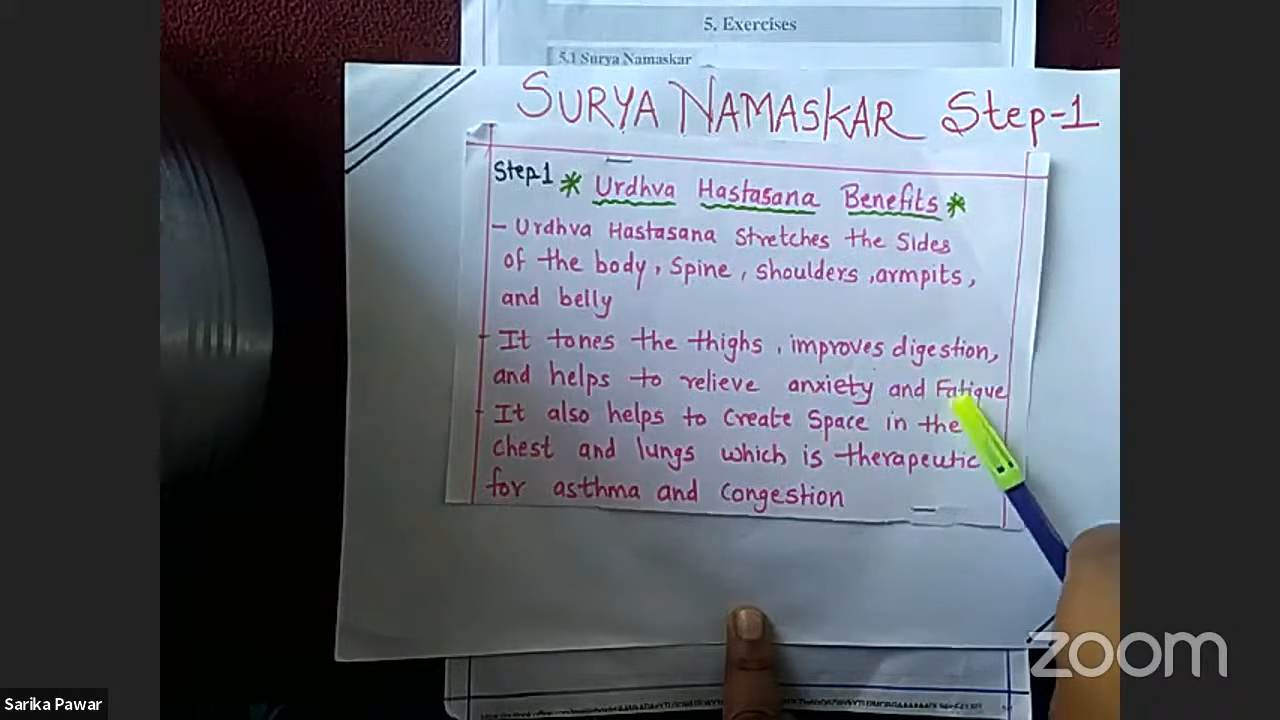 5. Exercises
5.1 Surya Namaskar
SURYA NAMASKAR Step-1
Step1 * Urdhva Hastasana Benefits *
- Urdhva Hastasana Stretches the Sides
of the body, Spine, shoulders, armpits,
and belly
- It tones the thighs, improves digestion,
and helps to relieve anxiety and Fatigue
- It also helps to Create Space in the
chest and lungs which is therapeutic
for asthma and congestion
zoom
Sarika Pawar